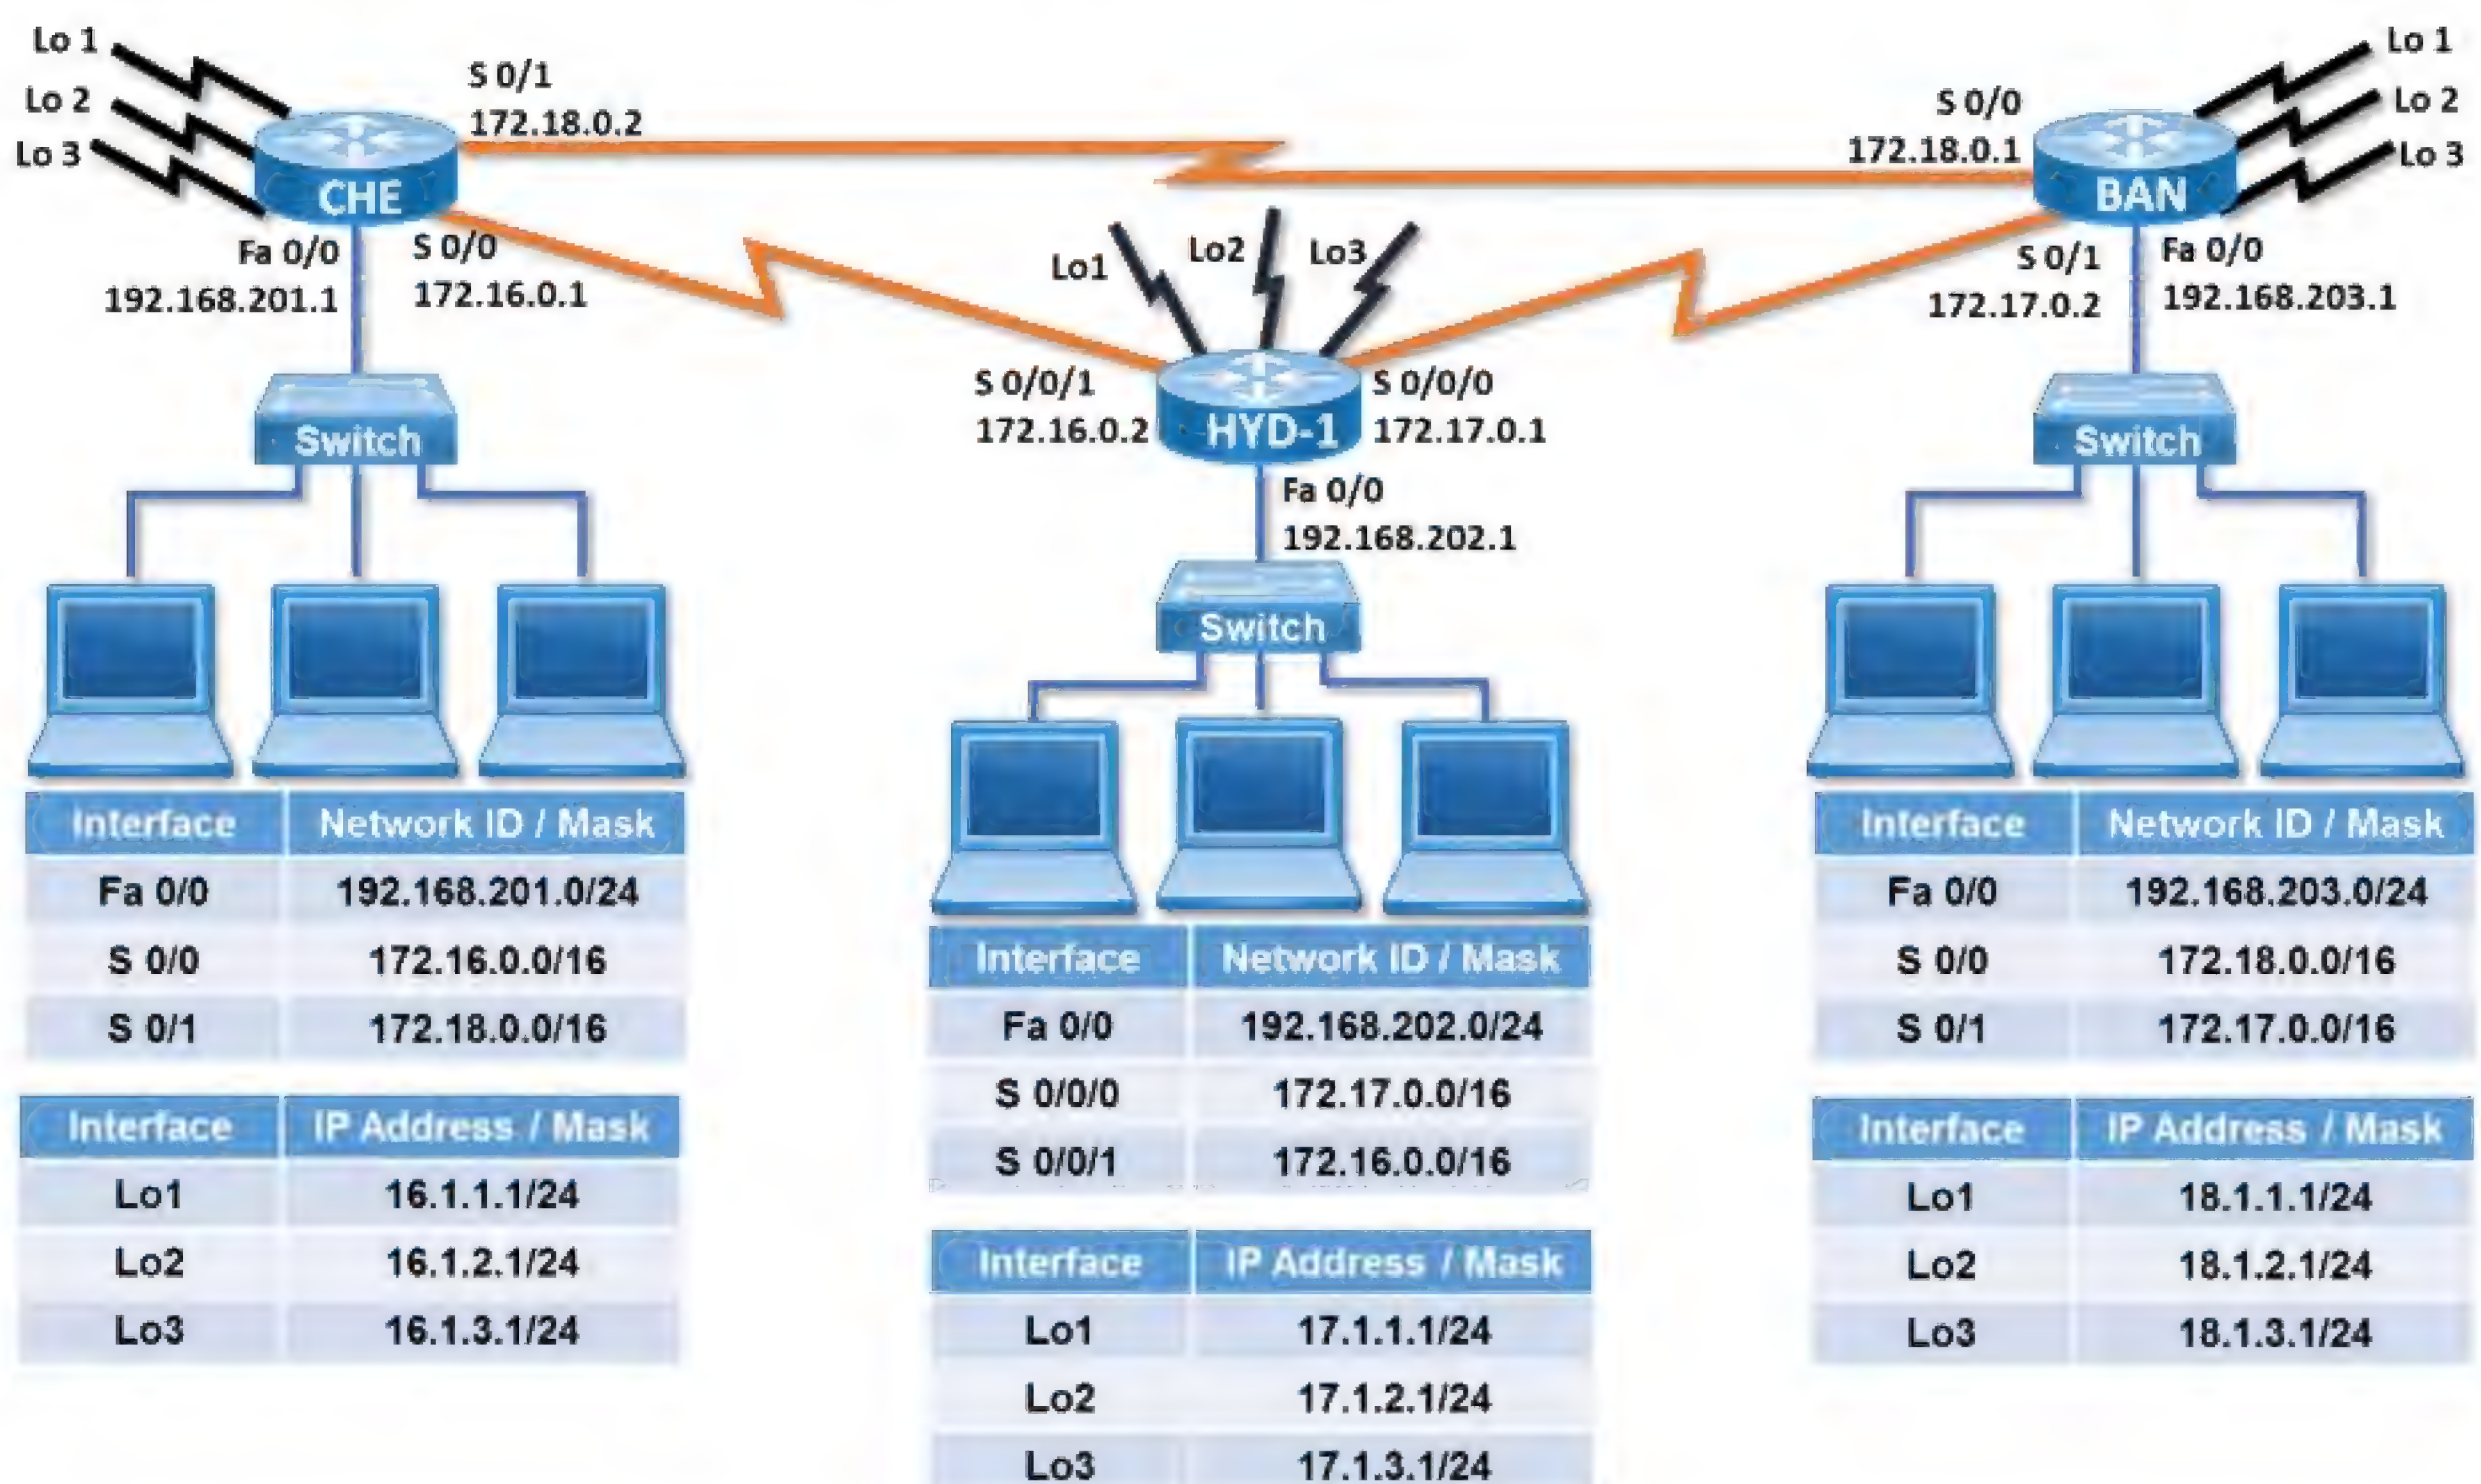 Lo 1
Lo 2
Lo 3
S 0/1
172.18.0.2
CHE
Fa 0/0
192.168.201.1
S 0/0
172.16.0.1
Switch
Lo1
Lo2
Lo3
S 0/0/1
172.16.0.2
HYD-1
S 0/0/0
172.17.0.1
Fa 0/0
192.168.202.1
Switch
S 0/0
172.18.0.1
Lo 1
Lo 2
Lo 3
BAN
S 0/1
172.17.0.2
Fa 0/0
192.168.203.1
Switch
Interface Network ID / Mask
Fa 0/0 192.168.201.0/24
S 0/0 172.16.0.0/16
S 0/1 172.18.0.0/16
Interface IP Address / Mask
Lo1 16.1.1.1/24
Lo2 16.1.2.1/24
Lo3 16.1.3.1/24
Interface Network ID / Mask
Fa 0/0 192.168.202.0/24
S 0/0/0 172.17.0.0/16
S 0/0/1 172.16.0.0/16
Interface IP Address / Mask
Lo1 17.1.1.1/24
Lo2 17.1.2.1/24
Lo3 17.1.3.1/24
Interface Network ID / Mask
Fa 0/0 192.168.203.0/24
S 0/0 172.18.0.0/16
S 0/1 172.17.0.0/16
Interface IP Address / Mask
Lo1 18.1.1.1/24
Lo2 18.1.2.1/24
Lo3 18.1.3.1/24